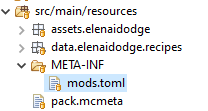 src/main/resources
assets.elenaidodge
data.elenaidodge.recipes
META-INF
mods.toml
pack.mcmeta